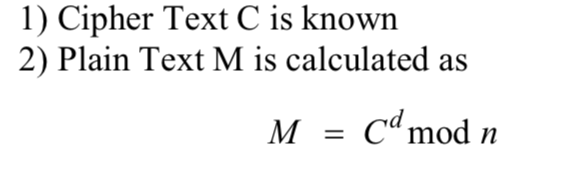 1) Cipher Text C is known
2) Plain Text M is calculated as
M = C^d mod n